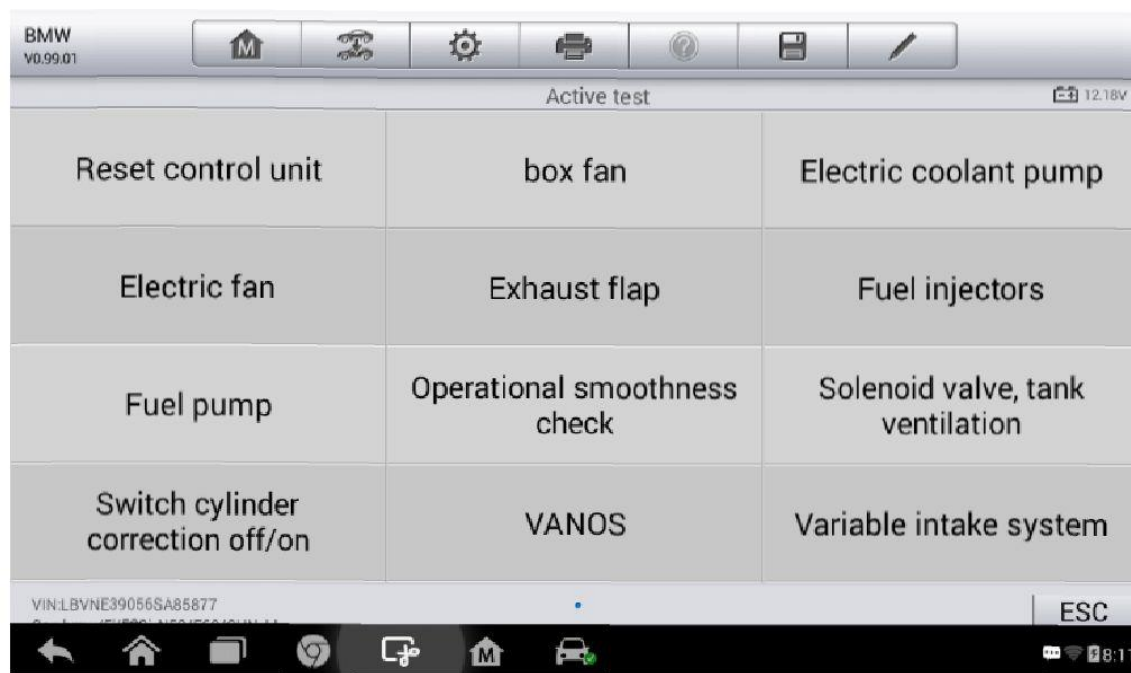 BMW
V0.99.01
M
Active test
12.18V
Reset control unit
box fan
Electric coolant pump
Electric fan
Exhaust flap
Fuel injectors
Fuel pump
Operational smoothness
check
Solenoid valve, tank
ventilation
Switch cylinder
correction off/on
VANOS
Variable intake system
VIN:LBVNE39056SA85877
ESC
M
8:11